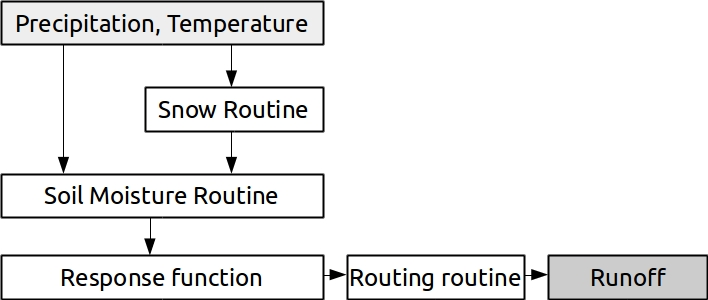 Precipitation, Temperature
Snow Routine
Soil Moisture Routine
Response function
Routing routine
Runoff